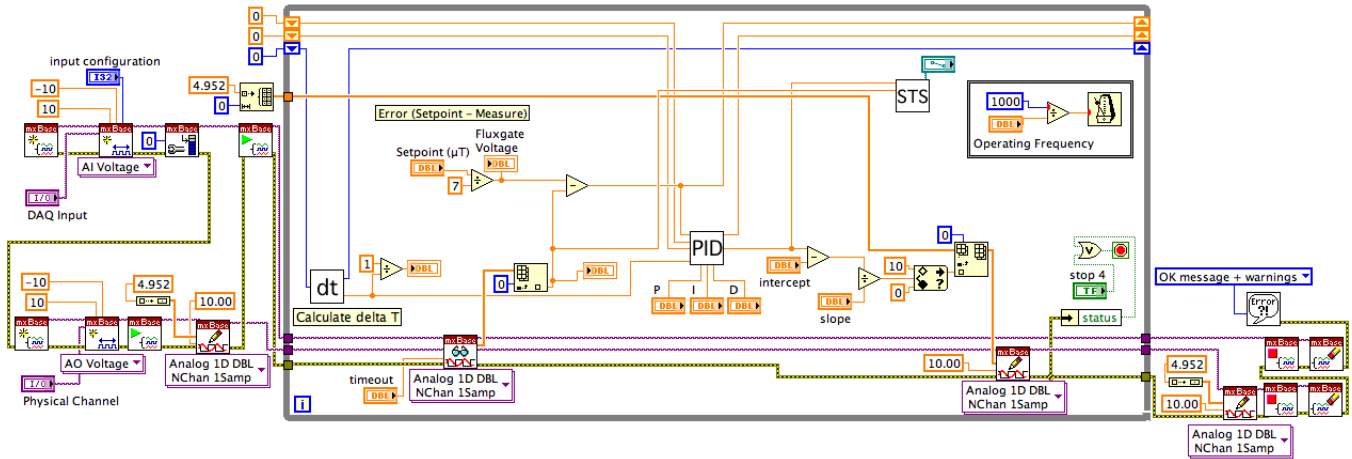 0
0
0
input configuration
I32
-10
10
4.952
0
mxBase
mxBase
0
mxBase
mxBase
AI Voltage
I/O
DAQ Input
Error (Setpoint - Measure)
Fluxgate
Voltage
Setpoint (µT)
DBL
DBL
7
÷
-
STS
1000
DBL
÷
Operating Frequency
-10
10
4.952
10.00
mxBase
mxBase
mxBase
mxBase
AO Voltage
Analog 1D DBL
NChan 1Samp
I/O
Physical Channel
1
÷
DBL
dt
Calculate delta T
0
DBL
PID
P I D
DBL
DBL
DBL
DBL
intercept
-
÷
DBL
slope
10
0
?
0
V
stop 4
TF
status
OK message + warnings
Error
?!
mxBase
timeout
DBL
Analog 1D DBL
NChan 1Samp
10.00
mxBase
Analog 1D DBL
NChan 1Samp
i
mxBase
mxBase
4.952
10.00
mxBase
mxBase
mxBase
Analog 1D DBL
NChan 1Samp